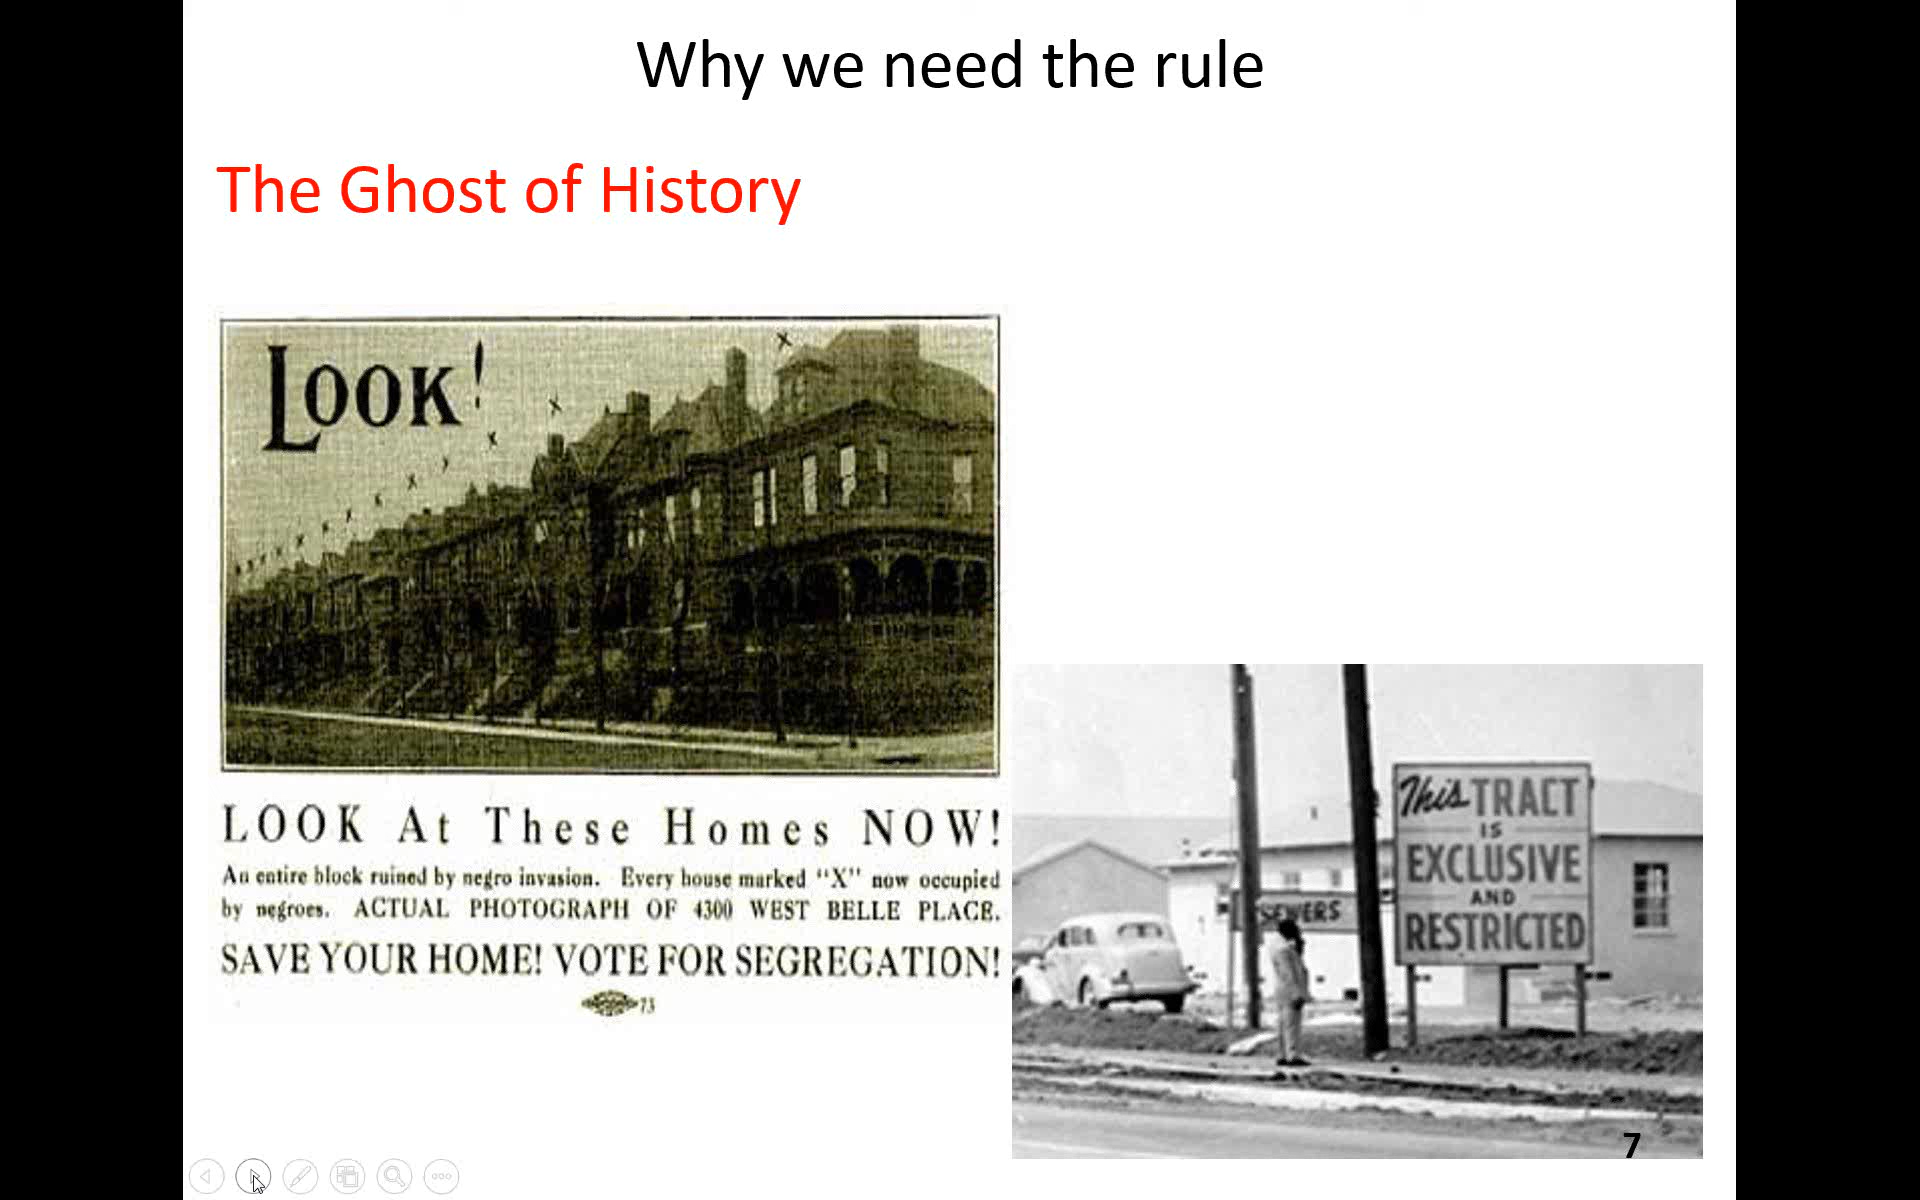 Why we need the rule
The Ghost of History
LOOK!
LOOK At These Homes NOW!
An entire block ruined by negro invasion. Every house marked "X" now occupied
by negroes. ACTUAL PHOTOGRAPH OF 4300 WEST BELLE PLACE.
SAVE YOUR HOME! VOTE FOR SEGREGATION!
73
This TRACT
IS
EXCLUSIVE
AND
RESTRICTED
SEWERS
7